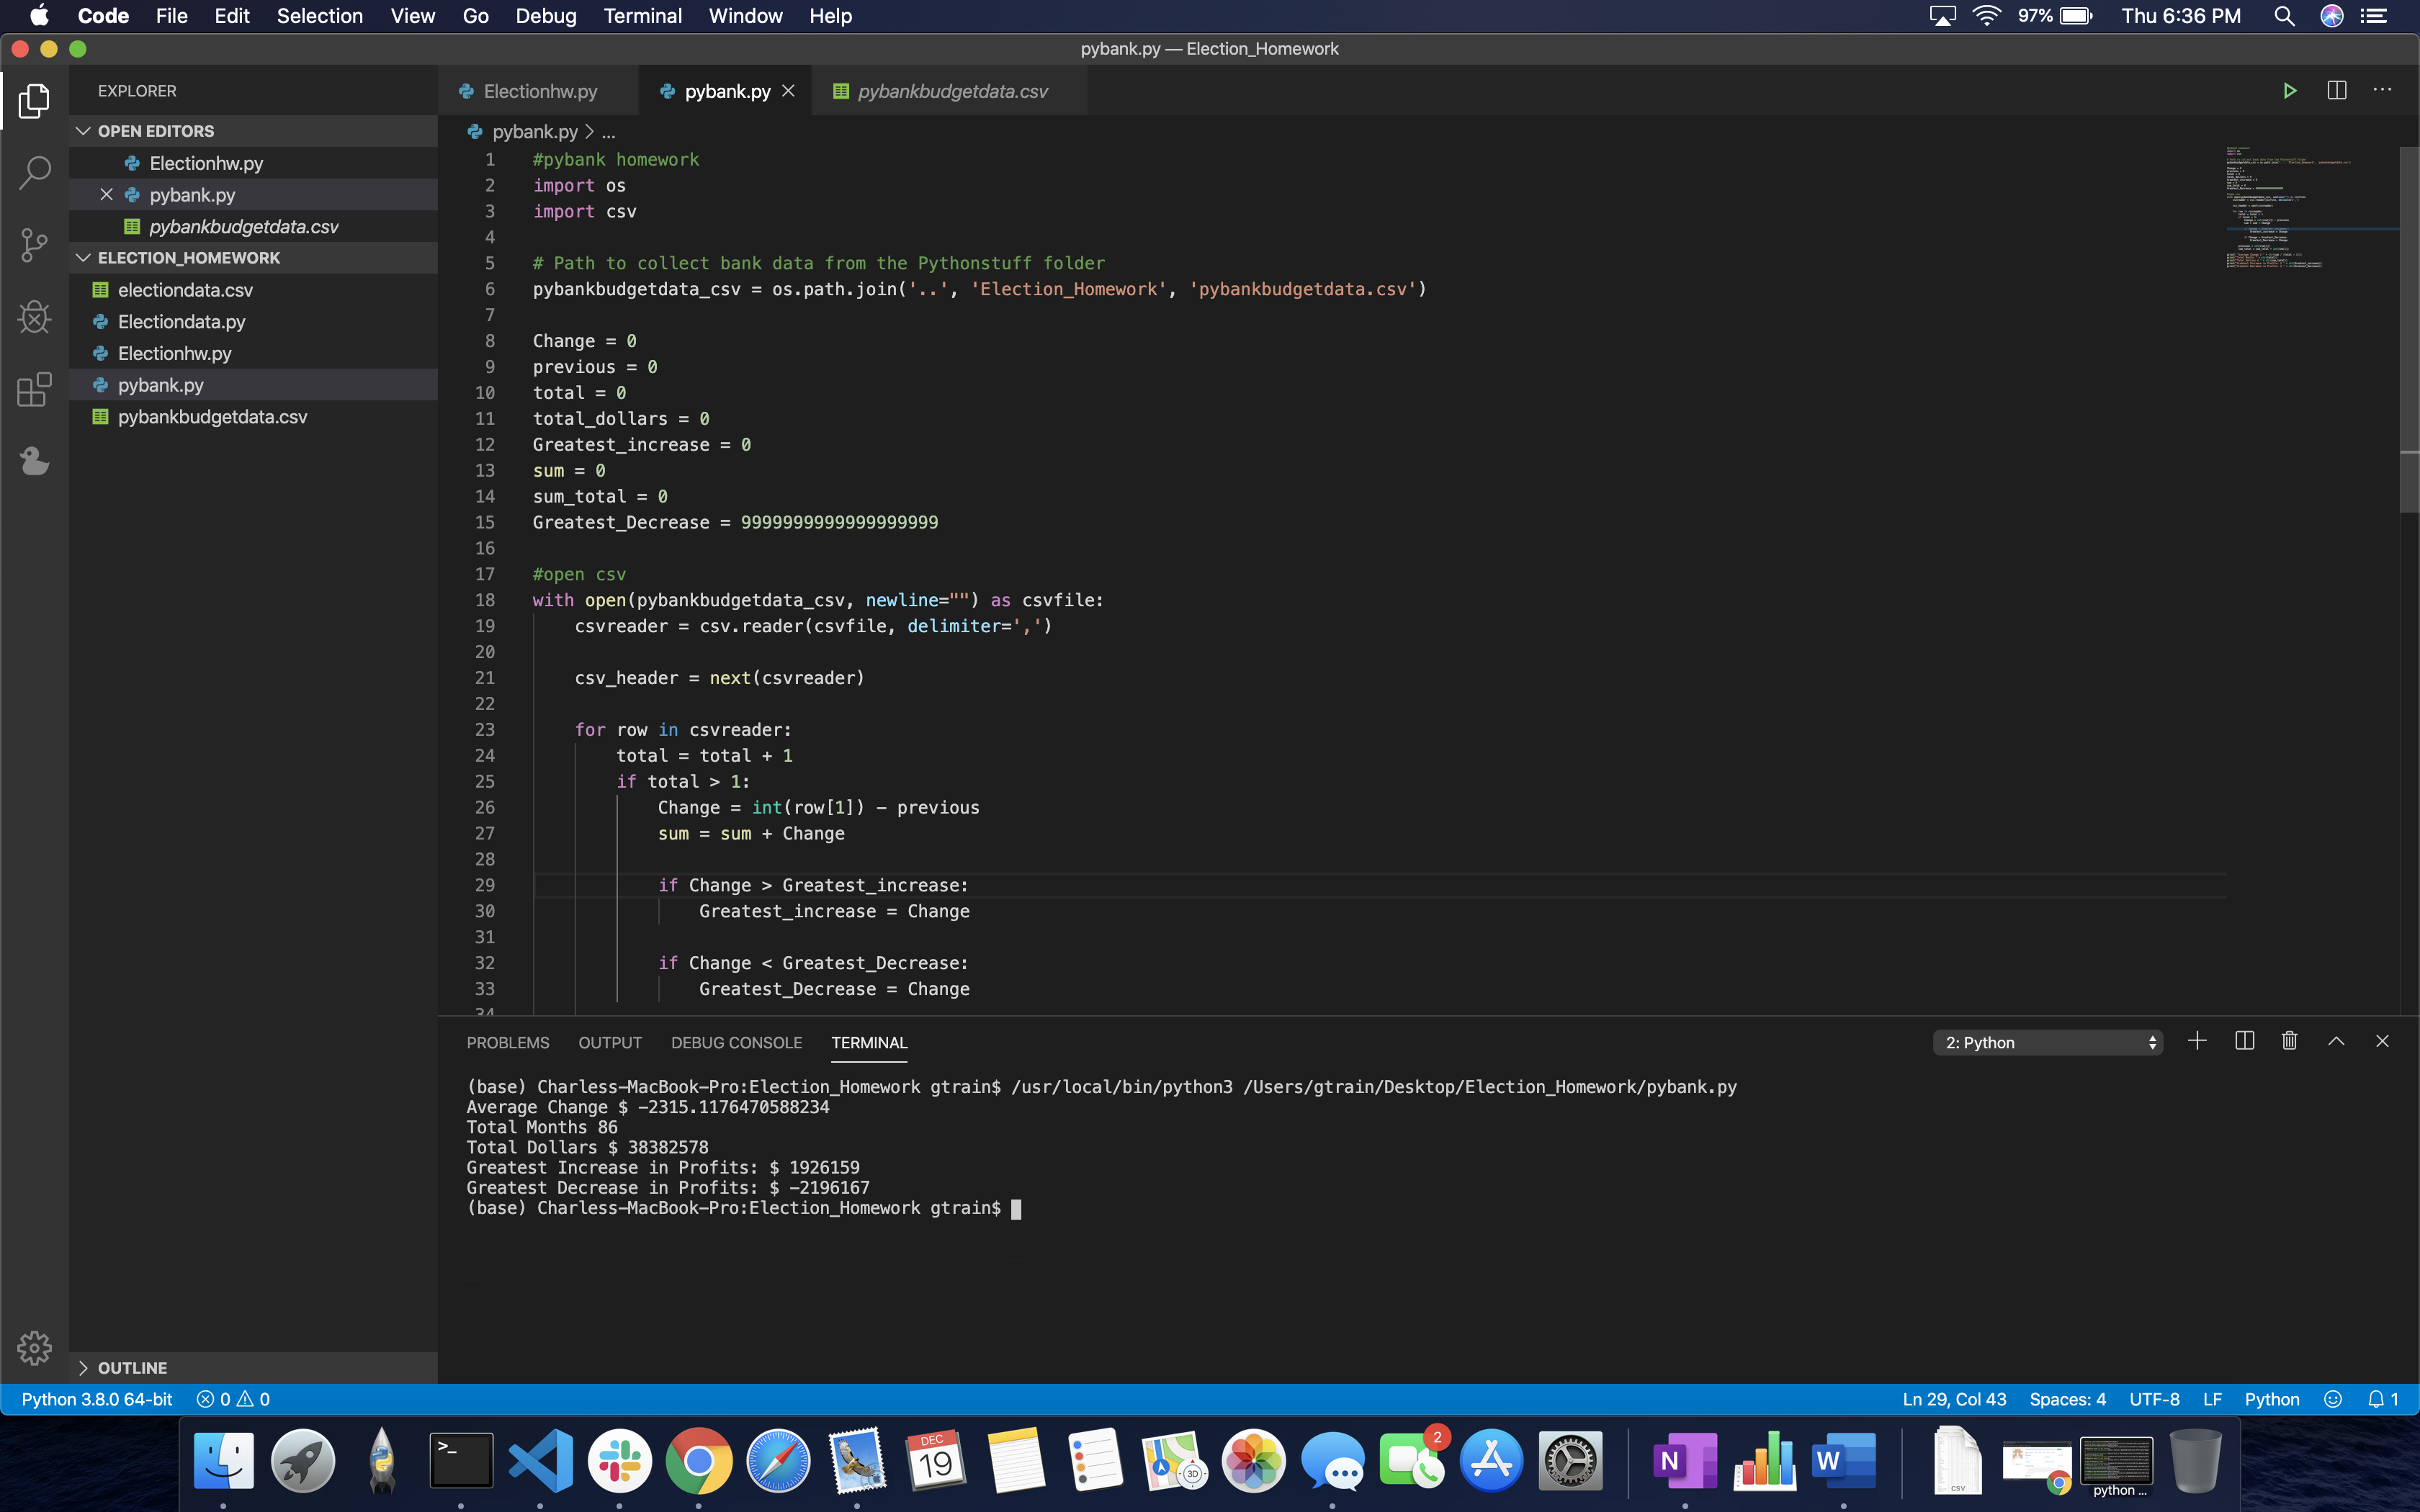 Code File Edit Selection View Go Debug Terminal Window Help 97% Thu 6:36 PM
pybank.py — Election_Homework
EXPLORER
OPEN EDITORS
Electionhw.py
pybank.py
pybankbudgetdata.csv
ELECTION_HOMEWORK
electiondata.csv
Electiondata.py
Electionhw.py
pybank.py
pybankbudgetdata.csv
OUTLINE
Electionhw.py pybank.py pybankbudgetdata.csv
pybank.py > ...
1 #pybank homework
2 import os
3 import csv
4
5 # Path to collect bank data from the Pythonstuff folder
6 pybankbudgetdata_csv = os.path.join('..', 'Election_Homework', 'pybankbudgetdata.csv')
7
8 Change = 0
9 previous = 0
10 total = 0
11 total_dollars = 0
12 Greatest_increase = 0
13 sum = 0
14 sum_total = 0
15 Greatest_Decrease = 9999999999999999999
16
17 #open csv
18 with open(pybankbudgetdata_csv, newline="") as csvfile:
19 csvreader = csv.reader(csvfile, delimiter=',')
20
21 csv_header = next(csvreader)
22
23 for row in csvreader:
24 total = total + 1
25 if total > 1:
26 Change = int(row[1]) - previous
27 sum = sum + Change
28
29 if Change > Greatest_increase:
30 Greatest_increase = Change
31
32 if Change < Greatest_Decrease:
33 Greatest_Decrease = Change
34
PROBLEMS OUTPUT DEBUG CONSOLE TERMINAL 2: Python
(base) Charless-MacBook-Pro:Election_Homework gtrain$ /usr/local/bin/python3 /Users/gtrain/Desktop/Election_Homework/pybank.py
Average Change $ -2315.1176470588234
Total Months 86
Total Dollars $ 38382578
Greatest Increase in Profits: $ 1926159
Greatest Decrease in Profits: $ -2196167
(base) Charless-MacBook-Pro:Election_Homework gtrain$
Python 3.8.0 64-bit 0 0 Ln 29, Col 43 Spaces: 4 UTF-8 LF Python 1
>_ DEC 19 3D 2 N W CSV python ...